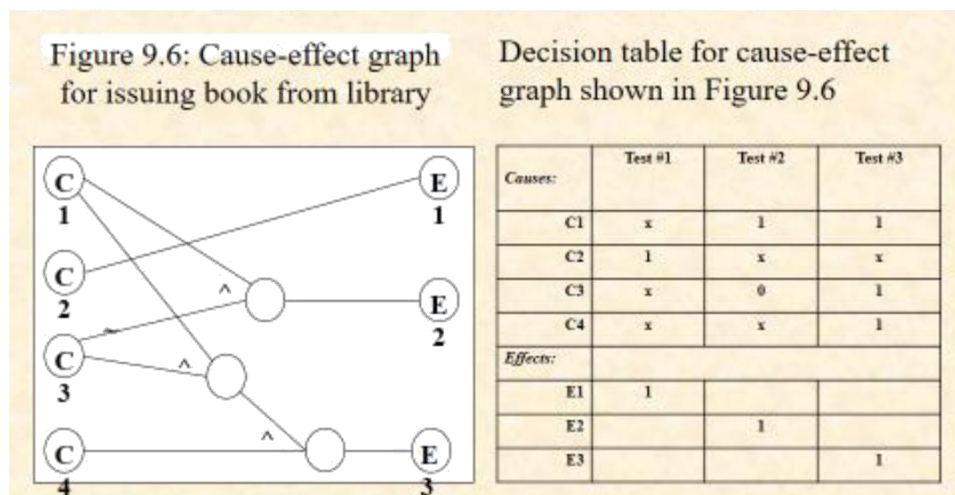 Figure 9.6: Cause-effect graph
for issuing book from library
Decision table for cause-effect
graph shown in Figure 9.6
C
1
C
2
C
3
C
4
^
~
^
^
E
1
E
2
E
3
Test #1 Test #2 Test #3
Causes:
C1 x 1 1
C2 1 x x
C3 x 0 1
C4 x x 1
Effects:
E1 1
E2 1
E3 1